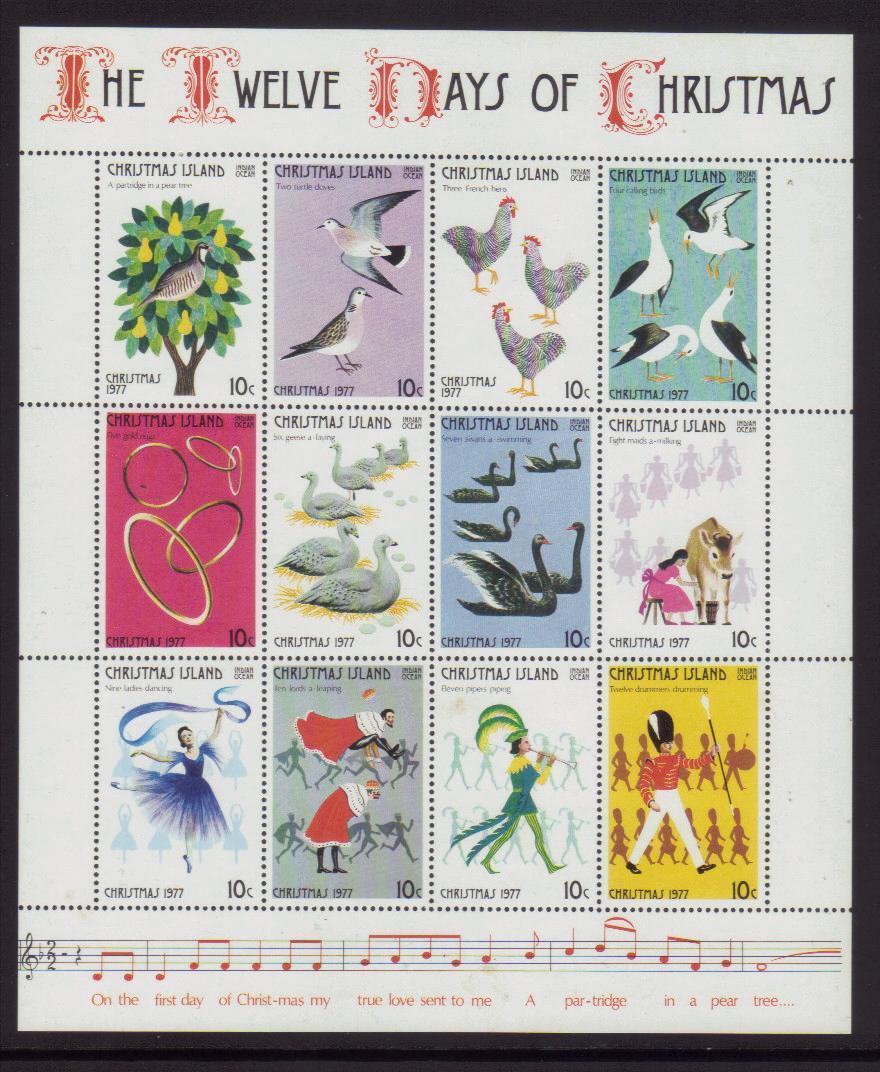 THE TWELVE DAYS OF CHRISTMAS
CHRISTMAS ISLAND INDIAN OCEAN
A partridge in a pear tree
CHRISTMAS 1977 10c
CHRISTMAS ISLAND INDIAN OCEAN
Two turtle doves
CHRISTMAS 1977 10c
CHRISTMAS ISLAND INDIAN OCEAN
Three French hens
CHRISTMAS 1977 10c
CHRISTMAS ISLAND INDIAN OCEAN
Four calling birds
CHRISTMAS 1977 10c
CHRISTMAS ISLAND INDIAN OCEAN
Five gold rings
CHRISTMAS 1977 10c
CHRISTMAS ISLAND INDIAN OCEAN
Six geese a-laying
CHRISTMAS 1977 10c
CHRISTMAS ISLAND INDIAN OCEAN
Seven swans a-swimming
CHRISTMAS 1977 10c
CHRISTMAS ISLAND INDIAN OCEAN
Eight maids a-milking
CHRISTMAS 1977 10c
CHRISTMAS ISLAND INDIAN OCEAN
Nine ladies dancing
CHRISTMAS 1977 10c
CHRISTMAS ISLAND INDIAN OCEAN
Ten lords a-leaping
CHRISTMAS 1977 10c
CHRISTMAS ISLAND INDIAN OCEAN
Eleven pipers piping
CHRISTMAS 1977 10c
CHRISTMAS ISLAND INDIAN OCEAN
Twelve drummers drumming
CHRISTMAS 1977 10c
2
2
On the first day of Christ-mas my true love sent to me A par-tridge in a pear tree....